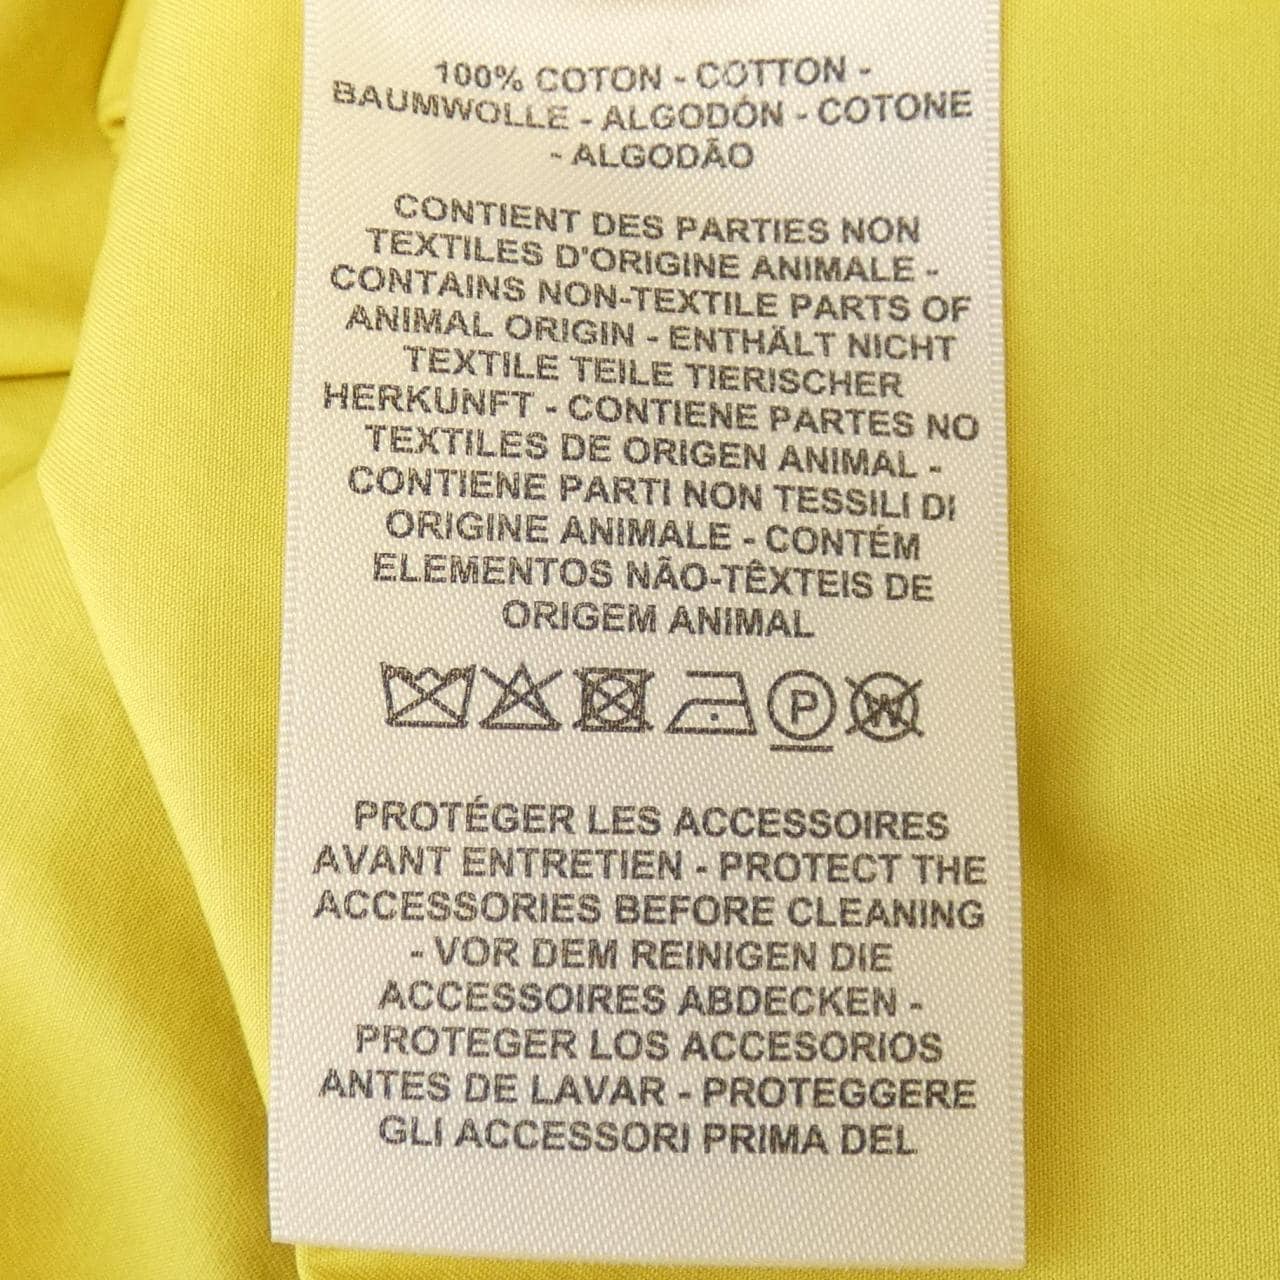 100% COTON - COTTON -
BAUMWOLLE - ALGODÓN - COTONE
- ALGODÃO
CONTIENT DES PARTIES NON
TEXTILES D'ORIGINE ANIMALE -
CONTAINS NON-TEXTILE PARTS OF
ANIMAL ORIGIN - ENTHÄLT NICHT
TEXTILE TEILE TIERISCHER
HERKUNFT - CONTIENE PARTES NO
TEXTILES DE ORIGEN ANIMAL -
CONTIENE PARTI NON TESSILI DI
ORIGINE ANIMALE - CONTÉM
ELEMENTOS NÃO-TÊXTEIS DE
ORIGEM ANIMAL
P W
PROTÉGER LES ACCESSOIRES
AVANT ENTRETIEN - PROTECT THE
ACCESSORIES BEFORE CLEANING
- VOR DEM REINIGEN DIE
ACCESSOIRES ABDECKEN -
PROTEGER LOS ACCESORIOS
ANTES DE LAVAR - PROTEGGERE
GLI ACCESSORI PRIMA DEL